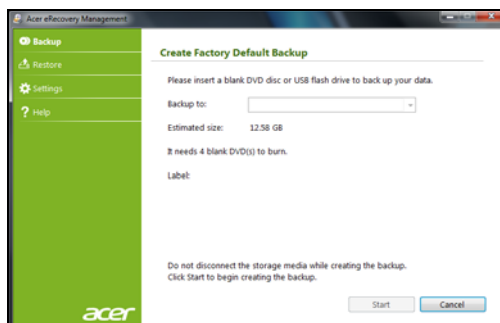 Acer eRecovery Management
Backup
Restore
Settings
Help
Create Factory Default Backup
Please insert a blank DVD disc or USB flash drive to back up your data.
Backup to:
Estimated size: 12.58 GB
It needs 4 blank DVD(s) to burn.
Label:
Do not disconnect the storage media while creating the backup.
Click Start to begin creating the backup.
Start Cancel
acer